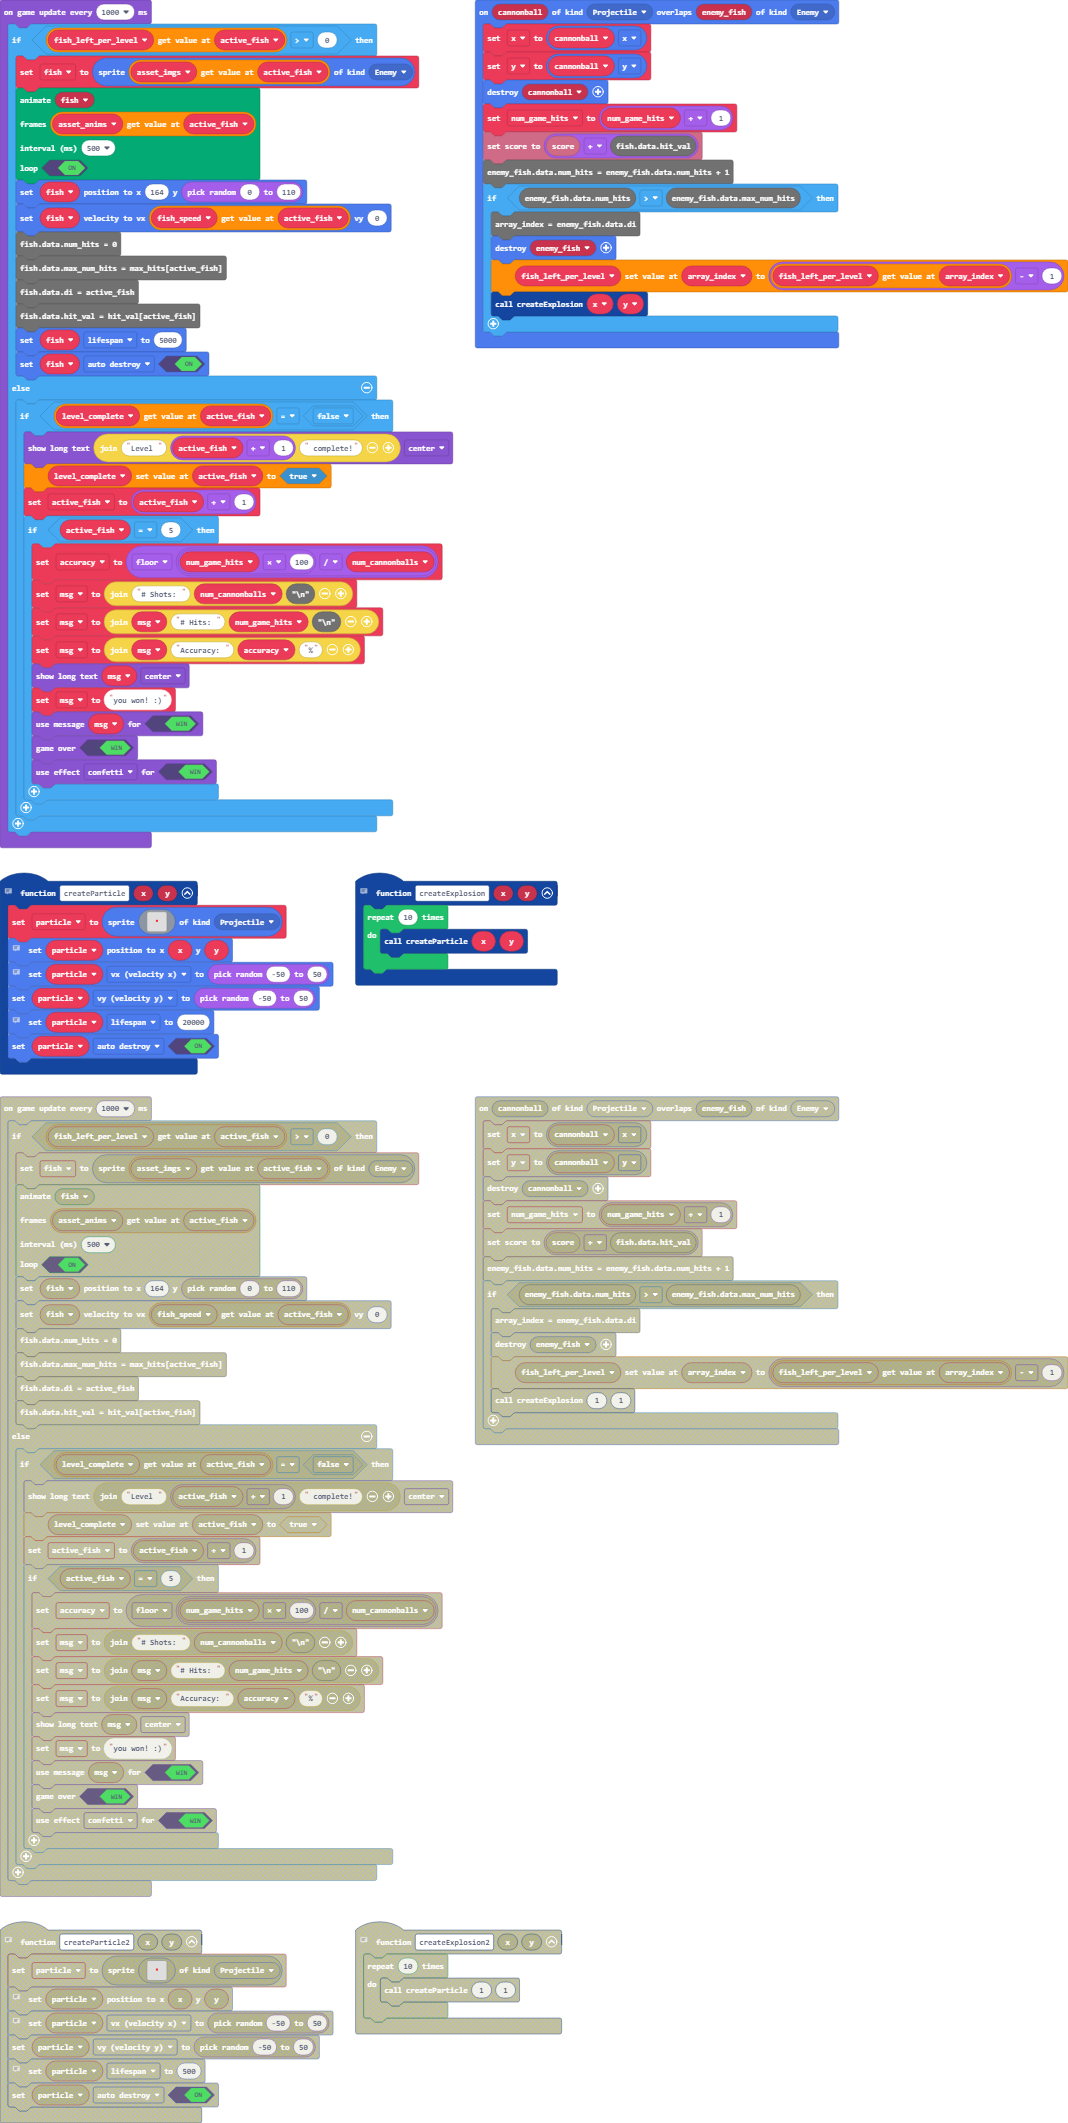 on game update every 1000 ms
if fish_left_per_level get value at active_fish > 0 then
set fish to sprite asset_imgs get value at active_fish of kind Enemy
animate fish
frames asset_anims get value at active_fish
interval (ms) 500
loop ON
set fish position to x 164 y pick random 0 to 110
set fish velocity to vx fish_speed get value at active_fish vy 0
fish.data.num_hits = 0
fish.data.max_num_hits = max_hits[active_fish]
fish.data.di = active_fish
fish.data.hit_val = hit_val[active_fish]
set fish lifespan to 5000
set fish auto destroy ON
else
if level_complete get value at active_fish = false then
show long text join "Level " active_fish + 1 " complete!" center
level_complete set value at active_fish to true
set active_fish to active_fish + 1
if active_fish = 5 then
set accuracy to floor num_game_hits × 100 / num_cannonballs
set msg to join "# Shots: " num_cannonballs "\n"
set msg to join msg "# Hits: " num_game_hits "\n"
set msg to join msg "Accuracy: " accuracy "%"
show long text msg center
set msg to "you won! :)"
use message msg for WIN
game over WIN
use effect confetti for WIN
on cannonball of kind Projectile overlaps enemy_fish of kind Enemy
set x to cannonball x
set y to cannonball y
destroy cannonball
set num_game_hits to num_game_hits + 1
set score to score + fish.data.hit_val
enemy_fish.data.num_hits = enemy_fish.data.num_hits + 1
if enemy_fish.data.num_hits > enemy_fish.data.max_num_hits then
array_index = enemy_fish.data.di
destroy enemy_fish
fish_left_per_level set value at array_index to fish_left_per_level get value at array_index - 1
call createExplosion x y
function createParticle x y
set particle to sprite of kind Projectile
set particle position to x x y y
set particle vx (velocity x) to pick random -50 to 50
set particle vy (velocity y) to pick random -50 to 50
set particle lifespan to 20000
set particle auto destroy ON
function createExplosion x y
repeat 10 times
do call createParticle x y
on game update every 1000 ms
if fish_left_per_level get value at active_fish > 0 then
set fish to sprite asset_imgs get value at active_fish of kind Enemy
animate fish
frames asset_anims get value at active_fish
interval (ms) 500
loop ON
set fish position to x 164 y pick random 0 to 110
set fish velocity to vx fish_speed get value at active_fish vy 0
fish.data.num_hits = 0
fish.data.max_num_hits = max_hits[active_fish]
fish.data.di = active_fish
fish.data.hit_val = hit_val[active_fish]
else
if level_complete get value at active_fish = false then
show long text join "Level " active_fish + 1 " complete!" center
level_complete set value at active_fish to true
set active_fish to active_fish + 1
if active_fish = 5 then
set accuracy to floor num_game_hits × 100 / num_cannonballs
set msg to join "# Shots: " num_cannonballs "\n"
set msg to join msg "# Hits: " num_game_hits "\n"
set msg to join msg "Accuracy: " accuracy "%"
show long text msg center
set msg to "you won! :)"
use message msg for WIN
game over WIN
use effect confetti for WIN
on cannonball of kind Projectile overlaps enemy_fish of kind Enemy
set x to cannonball x
set y to cannonball y
destroy cannonball
set num_game_hits to num_game_hits + 1
set score to score + fish.data.hit_val
enemy_fish.data.num_hits = enemy_fish.data.num_hits + 1
if enemy_fish.data.num_hits > enemy_fish.data.max_num_hits then
array_index = enemy_fish.data.di
destroy enemy_fish
fish_left_per_level set value at array_index to fish_left_per_level get value at array_index - 1
call createExplosion 1 1
function createParticle2 x y
set particle to sprite of kind Projectile
set particle position to x x y y
set particle vx (velocity x) to pick random -50 to 50
set particle vy (velocity y) to pick random -50 to 50
set particle lifespan to 500
set particle auto destroy ON
function createExplosion2 x y
repeat 10 times
do call createParticle 1 1